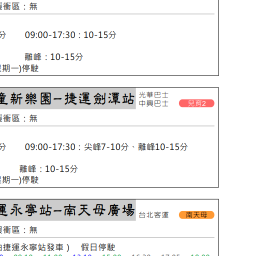 衝區：無
分 09:00-17:30：10-15分
離峰：10-15分
期一)停駛
童新樂園－捷運劍潭站 光華巴士 中興巴士 兒育2
衝區：無
分 09:00-17:30：尖峰7-10分．離峰10-15分
離峰：10-15分
期一)停駛
運永寧站－南天母廣場 台北客運 南天母
衝區：無
捷運永寧站發車） 假日停駛